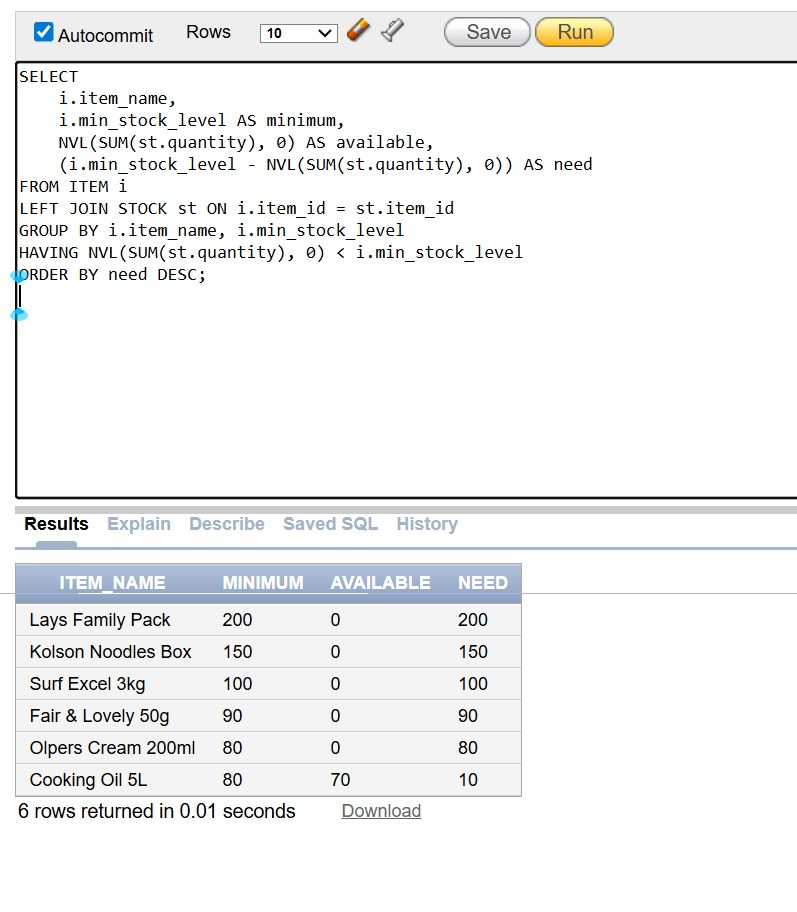 Autocommit Rows 10 Save Run
SELECT
    i.item_name,
    i.min_stock_level AS minimum,
    NVL(SUM(st.quantity), 0) AS available,
    (i.min_stock_level - NVL(SUM(st.quantity), 0)) AS need
FROM ITEM i
LEFT JOIN STOCK st ON i.item_id = st.item_id
GROUP BY i.item_name, i.min_stock_level
HAVING NVL(SUM(st.quantity), 0) < i.min_stock_level
ORDER BY need DESC;
Results Explain Describe Saved SQL History
ITEM_NAME MINIMUM AVAILABLE NEED
Lays Family Pack 200 0 200
Kolson Noodles Box 150 0 150
Surf Excel 3kg 100 0 100
Fair & Lovely 50g 90 0 90
Olpers Cream 200ml 80 0 80
Cooking Oil 5L 80 70 10
6 rows returned in 0.01 seconds Download